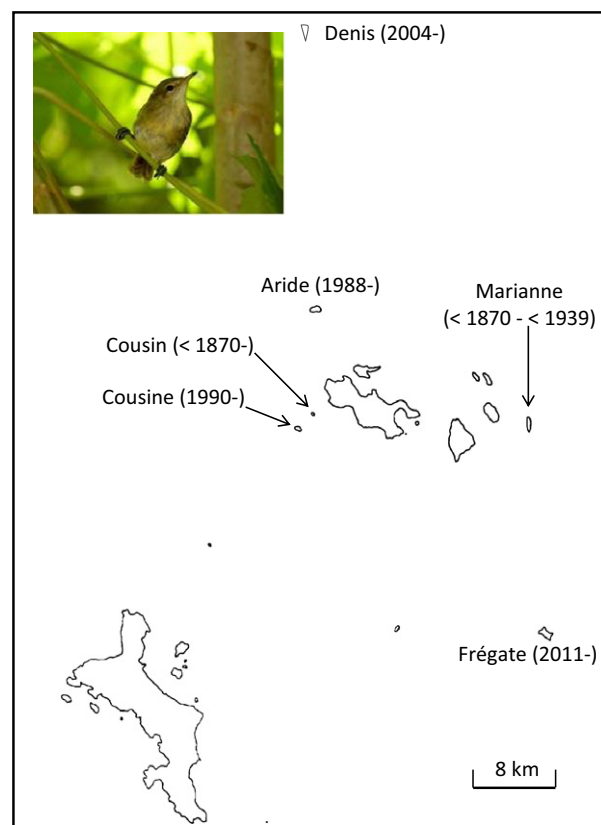 Denis (2004-)
Aride (1988-)
Marianne
(< 1870 - < 1939)
Cousin (< 1870-)
Cousine (1990-)
Frégate (2011-)
8 km